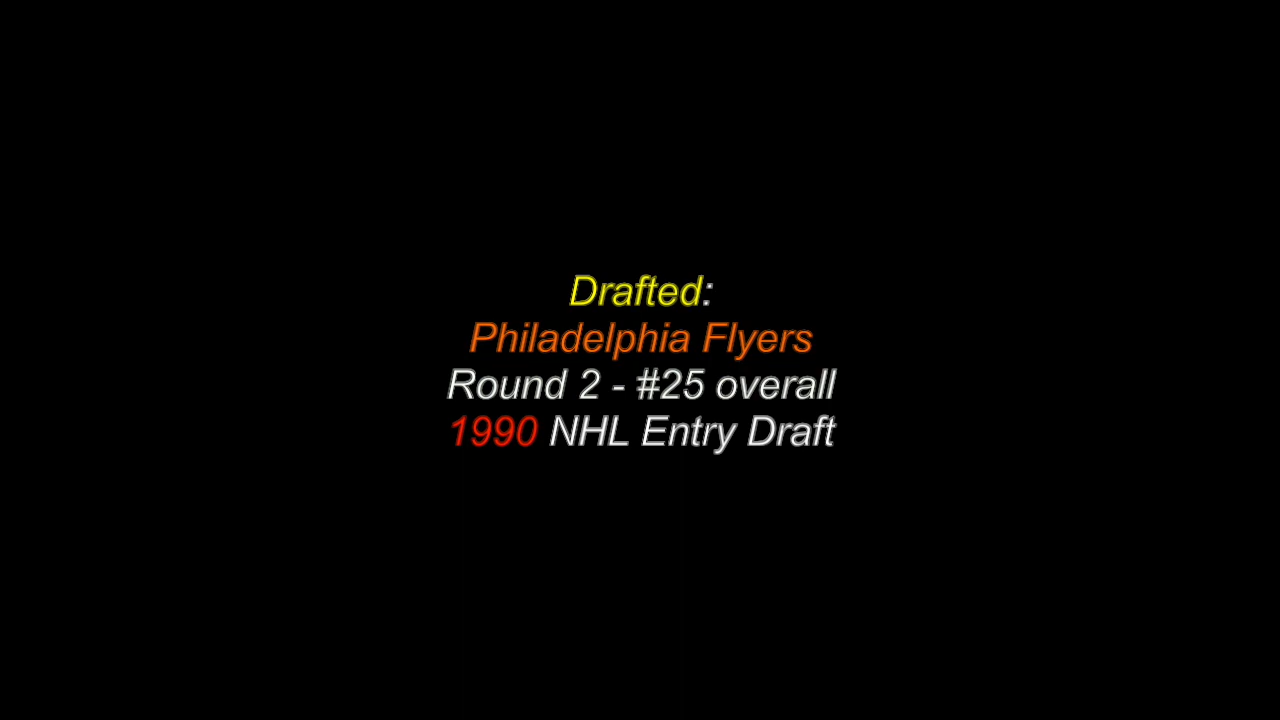 Drafted:
Philadelphia Flyers
Round 2 - #25 overall
1990 NHL Entry Draft